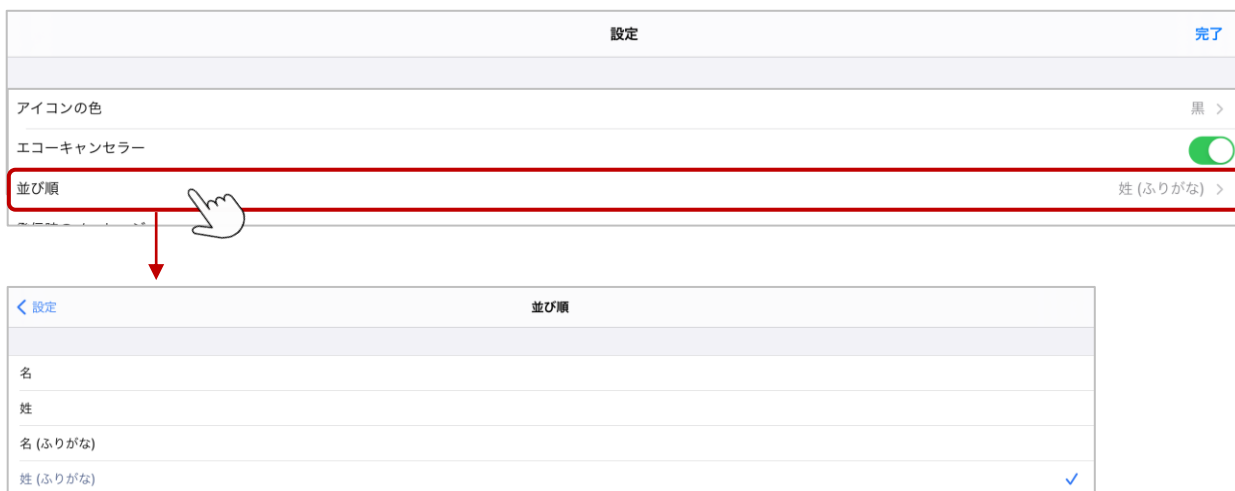 設定 完了
アイコンの色 黒
エコーキャンセラー
並び順 姓 (ふりがな)
設定 並び順
名
姓
名 (ふりがな)
姓 (ふりがな)